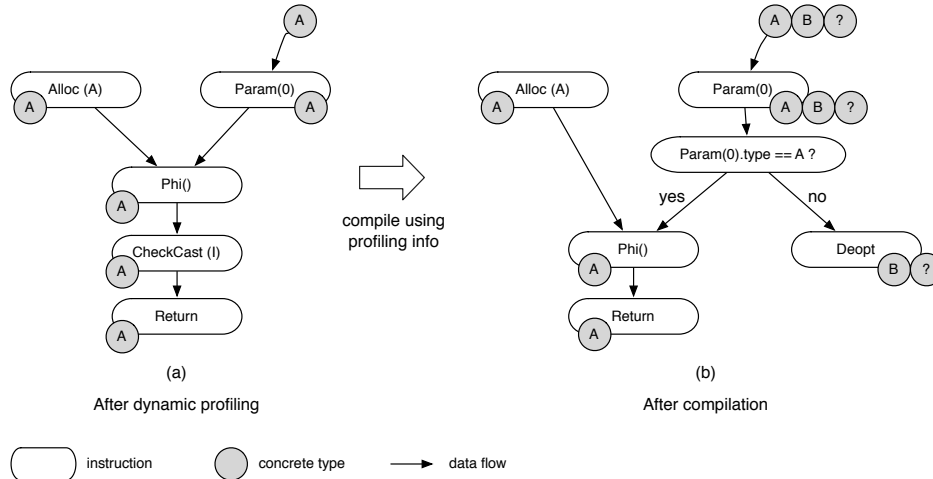 A
A B ?
Alloc (A)
Param(0)
A
A
Alloc (A)
Param(0)
A
A B ?
Param(0).type == A ?
Phi()
A
yes
no
compile using
profiling info
CheckCast (I)
A
Phi()
A
Deopt
B ?
Return
A
Return
A
(a)
(b)
After dynamic profiling
After compilation
instruction
concrete type
data flow